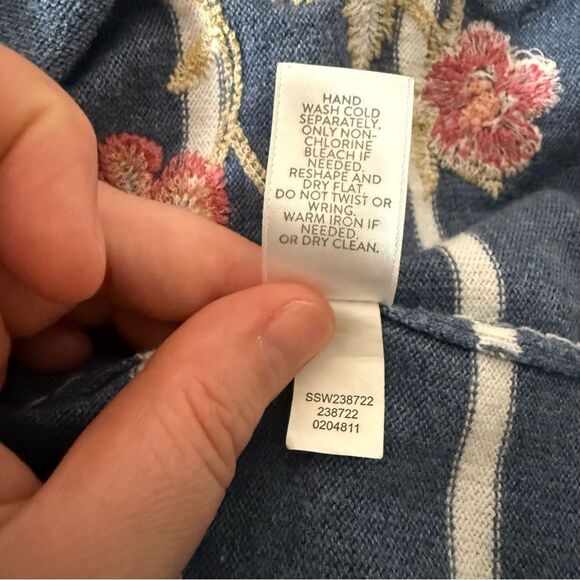 HAND
WASH COLD
SEPARATELY.
ONLY NON-
CHLORINE
BLEACH IF
NEEDED.
RESHAPE AND
DRY FLAT.
DO NOT TWIST OR
WRING.
WARM IRON IF
NEEDED.
OR DRY CLEAN.
SSW238722
238722
0204811